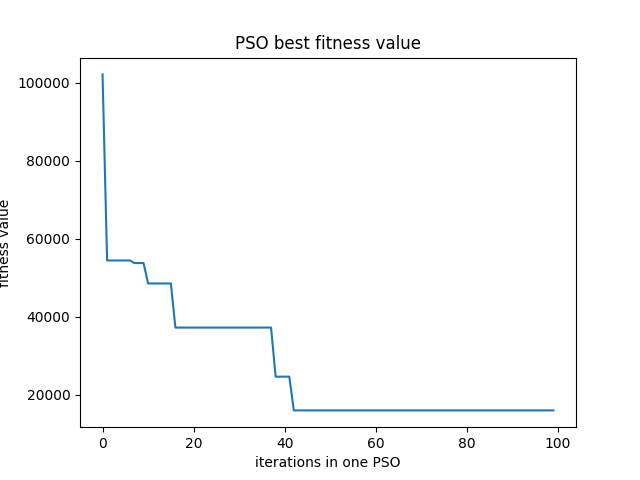 PSO best fitness value
100000
80000
60000
40000
20000
fitness value
0 20 40 60 80 100
iterations in one PSO